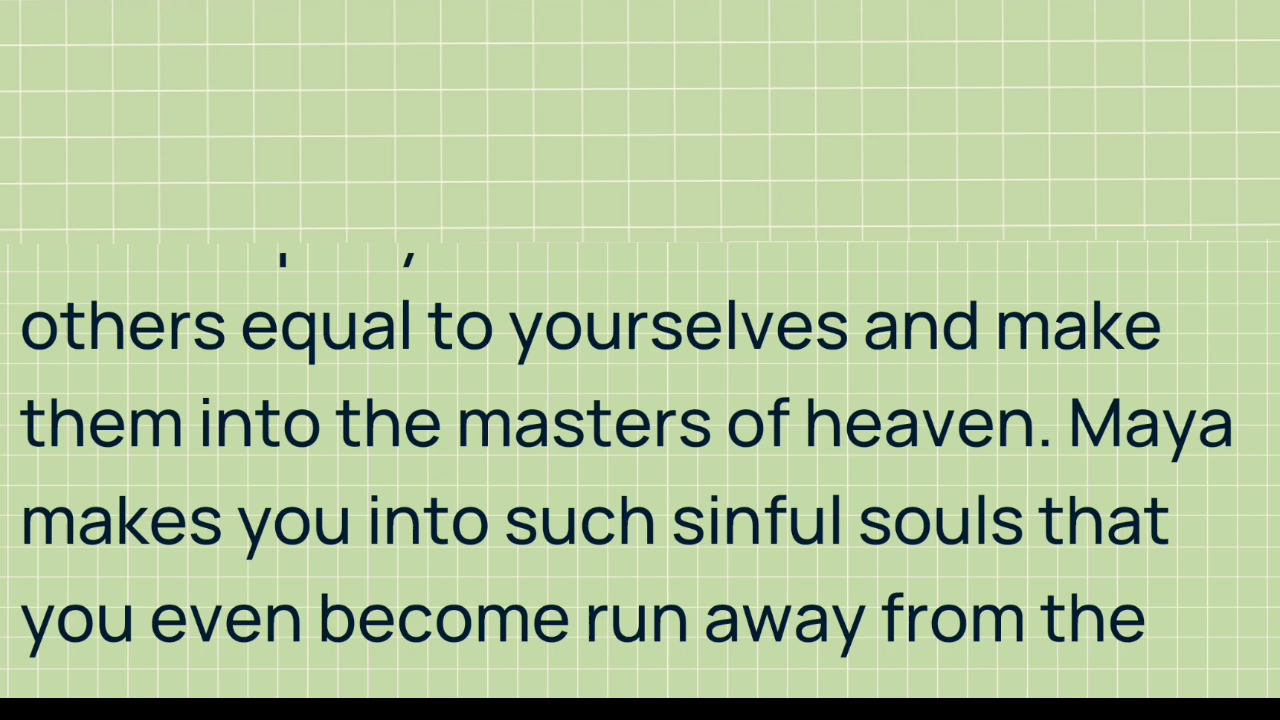 others equal to yourselves and make
them into the masters of heaven. Maya
makes you into such sinful souls that
you even become run away from the